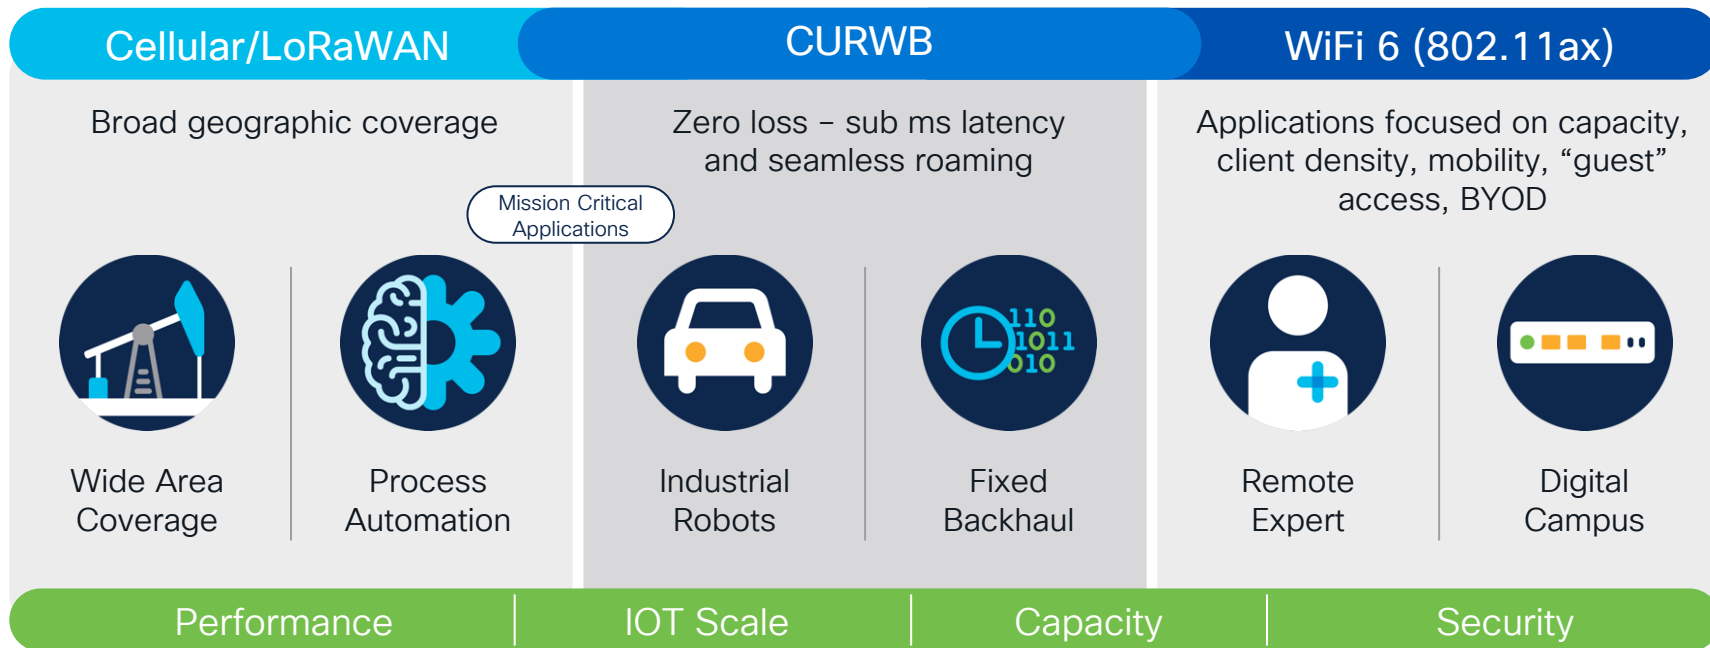 Cellular/LoRaWAN
CURWB
WiFi 6 (802.11ax)
Broad geographic coverage
Zero loss – sub ms latency
and seamless roaming
Applications focused on capacity,
client density, mobility, “guest”
access, BYOD
Mission Critical
Applications
110
1011
010
Wide Area
Coverage
Process
Automation
Industrial
Robots
Fixed
Backhaul
Remote
Expert
Digital
Campus
Performance
IOT Scale
Capacity
Security